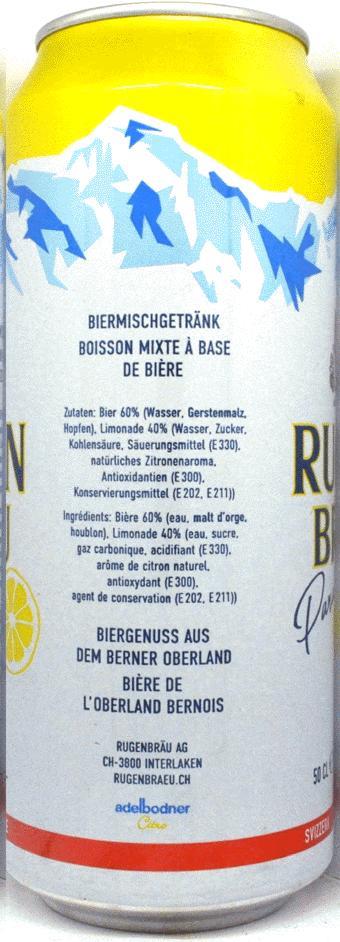 BIERMISCHGETRÄNK
BOISSON MIXTE À BASE
DE BIÈRE
Zutaten: Bier 60% (Wasser, Gerstenmalz,
Hopfen), Limonade 40% (Wasser, Zucker,
Kohlensäure, Säuerungsmittel (E330),
natürliches Zitronenaroma,
Antioxidantien (E300),
Konservierungsmittel (E202, E211))
Ingrédients: Bière 60% (eau, malt d'orge,
houblon), Limonade 40% (eau, sucre,
gaz carbonique, acidifiant (E330),
arôme de citron naturel,
antioxydant (E300),
agent de conservation (E202, E211))
BIERGENUSS AUS
DEM BERNER OBERLAND
BIÈRE DE
L'OBERLAND BERNOIS
RUGENBRÄU AG
CH-3800 INTERLAKEN
RUGENBRAEU.CH
adelbodner
Citro
N
RU
B
Pan
50 CL
SVIZZERA